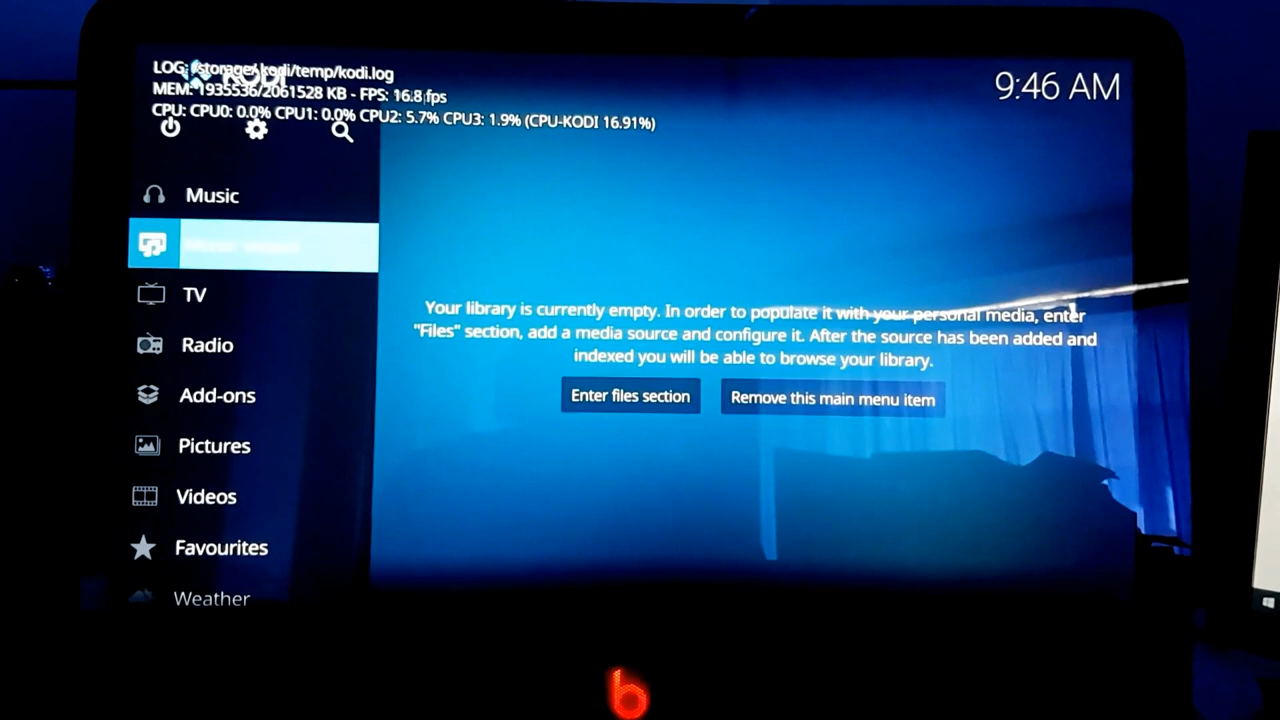 LOG: /storage/.kodi/temp/kodi.log
KODI
MEM: 1935536/2061528 KB - FPS: 16.8 fps
CPU: CPU0: 0.0% CPU1: 0.0% CPU2: 5.7% CPU3: 1.9% (CPU-KODI 16.91%)
9:46 AM
Music
TV
Radio
Add-ons
Pictures
Videos
Favourites
Weather
Your library is currently empty. In order to populate it with your personal media, enter
"Files" section, add a media source and configure it. After the source has been added and
indexed you will be able to browse your library.
Enter files section
Remove this main menu item
b